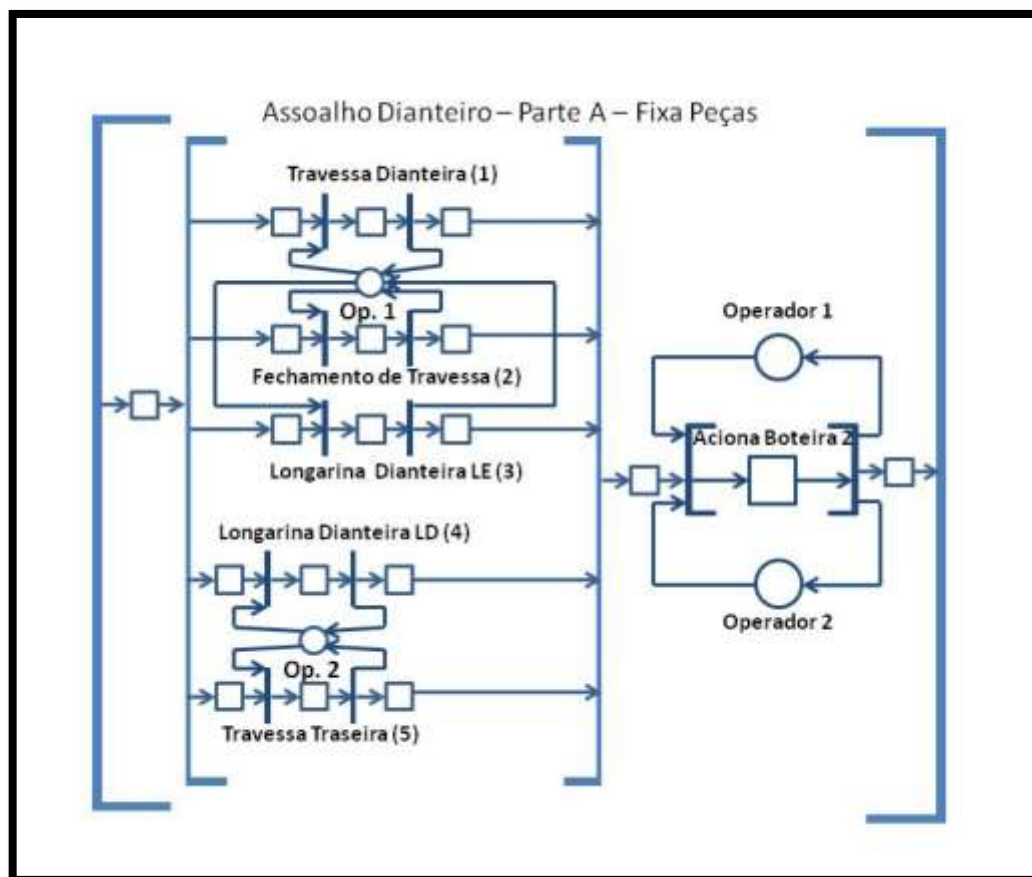 Assoalho Dianteiro – Parte A – Fixa Peças
Travessa Dianteira (1)
Op. 1
Fechamento de Travessa (2)
Longarina Dianteira LE (3)
Longarina Dianteira LD (4)
Op. 2
Travessa Traseira (5)
Operador 1
Aciona Boteira 2
Operador 2